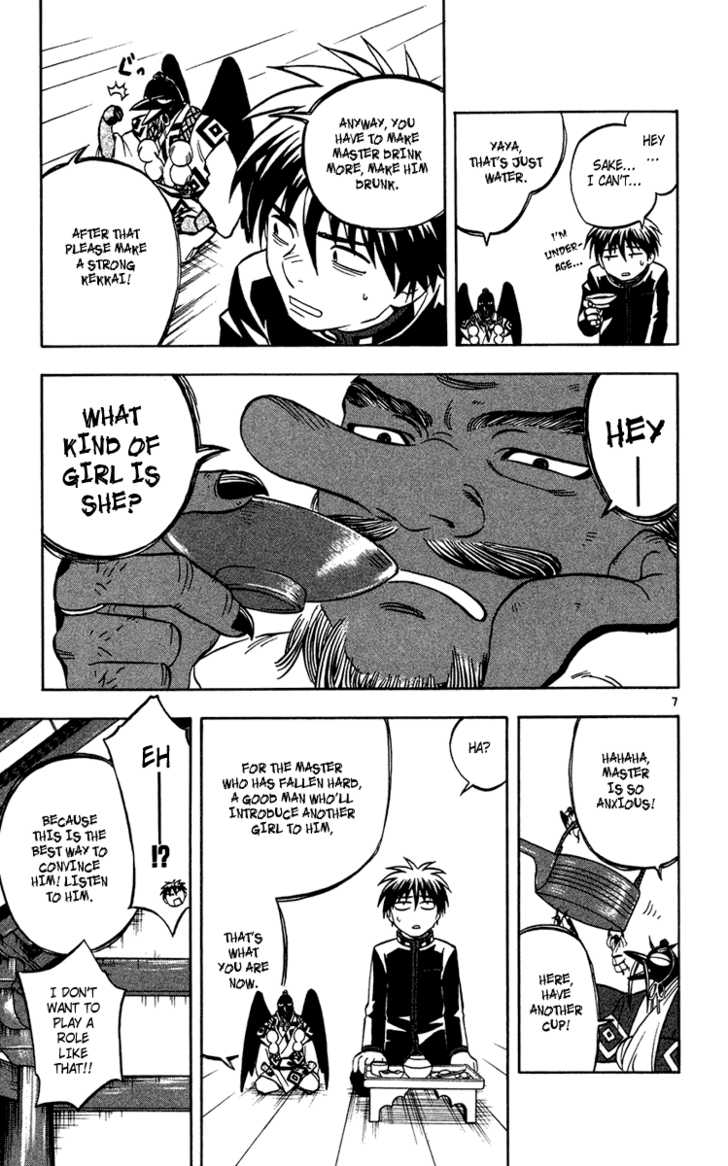 HEY
...
SAKE...
I CAN'T...
I'M
UNDER-
AGE...
YAYA,
THAT'S JUST
WATER.
ANYWAY, YOU
HAVE TO MAKE
MASTER DRINK
MORE, MAKE HIM
DRUNK.
ぐっ
AFTER THAT
PLEASE MAKE
A STRONG
KEKKAI!
HEY
—
WHAT
KIND OF
GIRL IS
SHE?
7
HAHAHA,
MASTER
IS SO
ANXIOUS!
HERE,
HAVE
ANOTHER
CUP!
HA?
FOR THE MASTER
WHO HAS FALLEN HARD,
A GOOD MAN WHO'LL
INTRODUCE ANOTHER
GIRL TO HIM,
THAT'S
WHAT
YOU ARE
NOW.
EH
—
!?
BECAUSE
THIS IS THE
BEST WAY TO
CONVINCE
HIM! LISTEN
TO HIM.
I DON'T
WANT TO
PLAY A
ROLE
LIKE
THAT!!